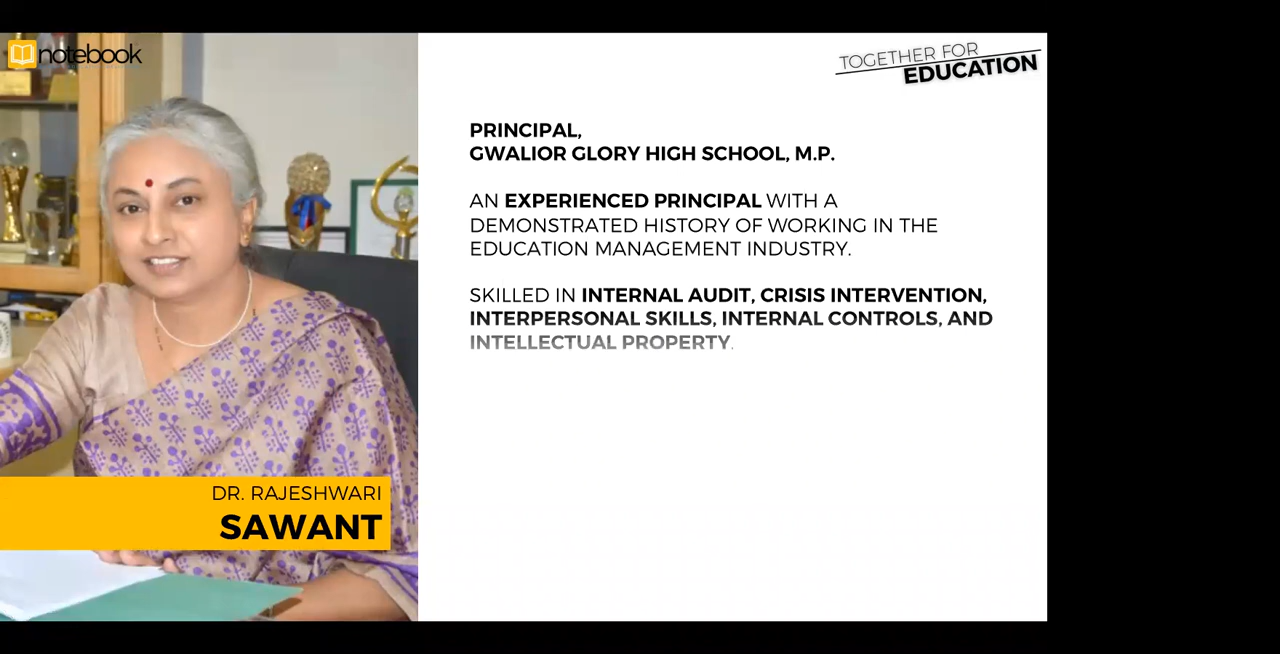 notebook
TOGETHER FOR
EDUCATION
PRINCIPAL,
GWALIOR GLORY HIGH SCHOOL, M.P.
AN EXPERIENCED PRINCIPAL WITH A
DEMONSTRATED HISTORY OF WORKING IN THE
EDUCATION MANAGEMENT INDUSTRY.
SKILLED IN INTERNAL AUDIT, CRISIS INTERVENTION,
INTERPERSONAL SKILLS, INTERNAL CONTROLS, AND
INTELLECTUAL PROPERTY.
DR. RAJESHWARI
SAWANT